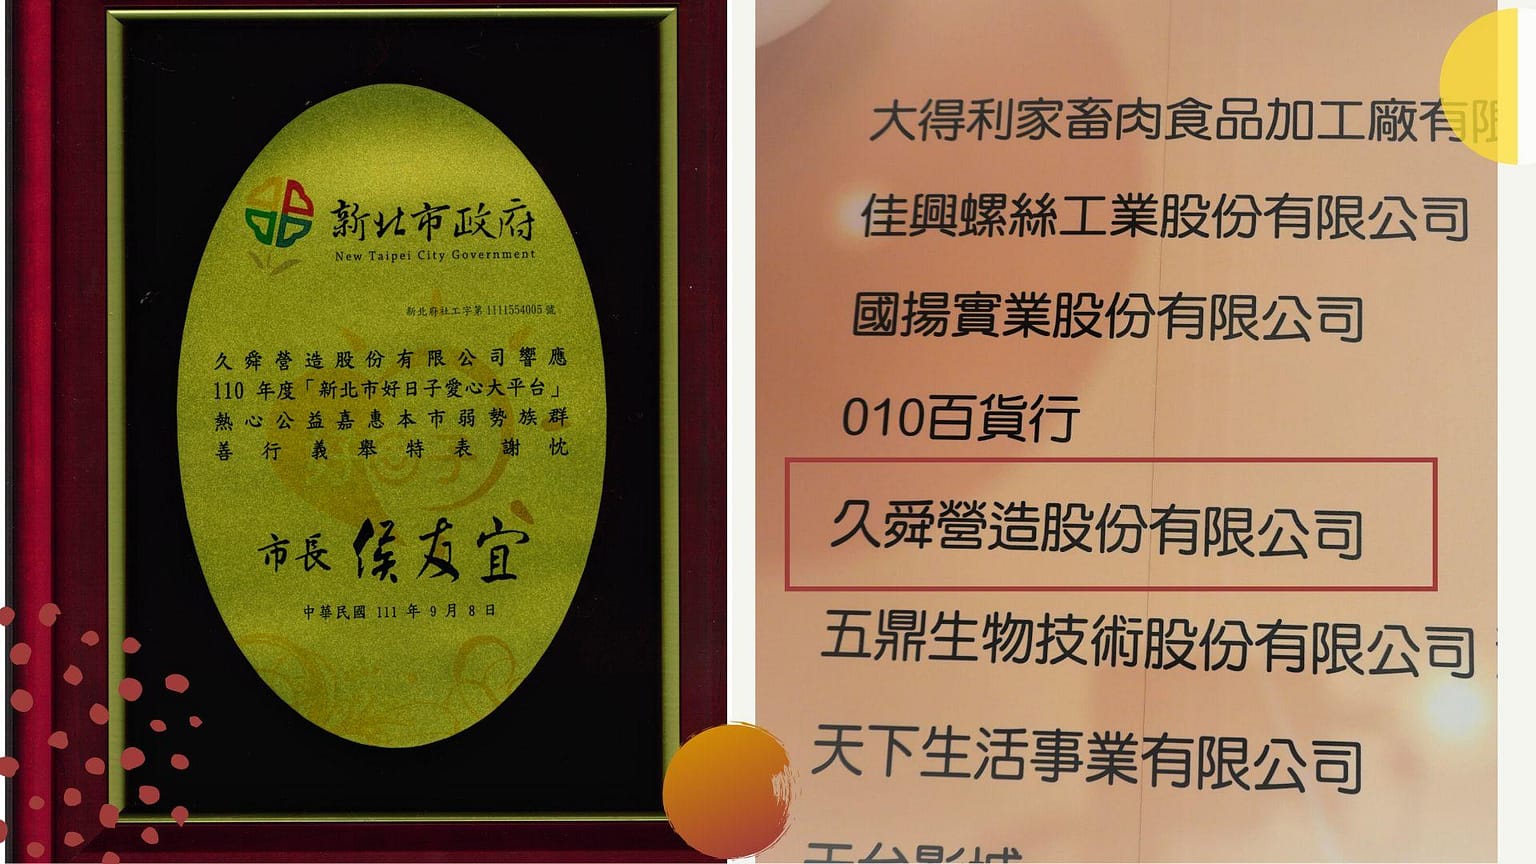 新北市政府
New Taipei City Government
新北府社工字第1111554005號
久舜營造股份有限公司響應
110 年度「新北市好日子愛心大平台」
熱心公益嘉惠本市弱勢族群
善行義舉特表謝忱
市長 侯友宜
中華民國 111 年 9 月 8 日
大得利家畜肉食品加工廠有限
佳興螺絲工業股份有限公司
國揚實業股份有限公司
010百貨行
久舜營造股份有限公司
五鼎生物技術股份有限公司
天下生活事業有限公司